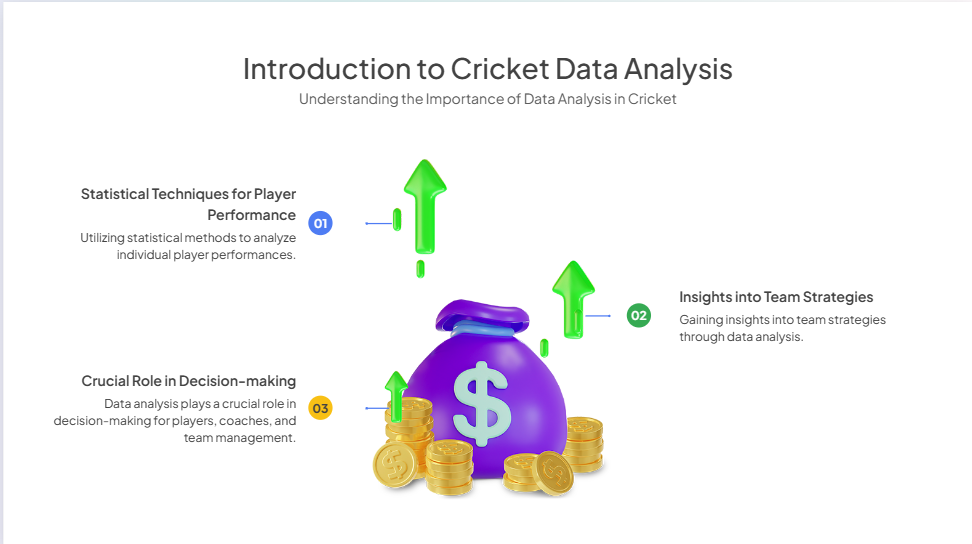 Introduction to Cricket Data Analysis
Understanding the Importance of Data Analysis in Cricket
Statistical Techniques for Player
Performance
01
Utilizing statistical methods to analyze
individual player performances.
Insights into Team Strategies
02
Gaining insights into team strategies
through data analysis.
Crucial Role in Decision-making
03
Data analysis plays a crucial role in
decision-making for players, coaches, and
team management.
$